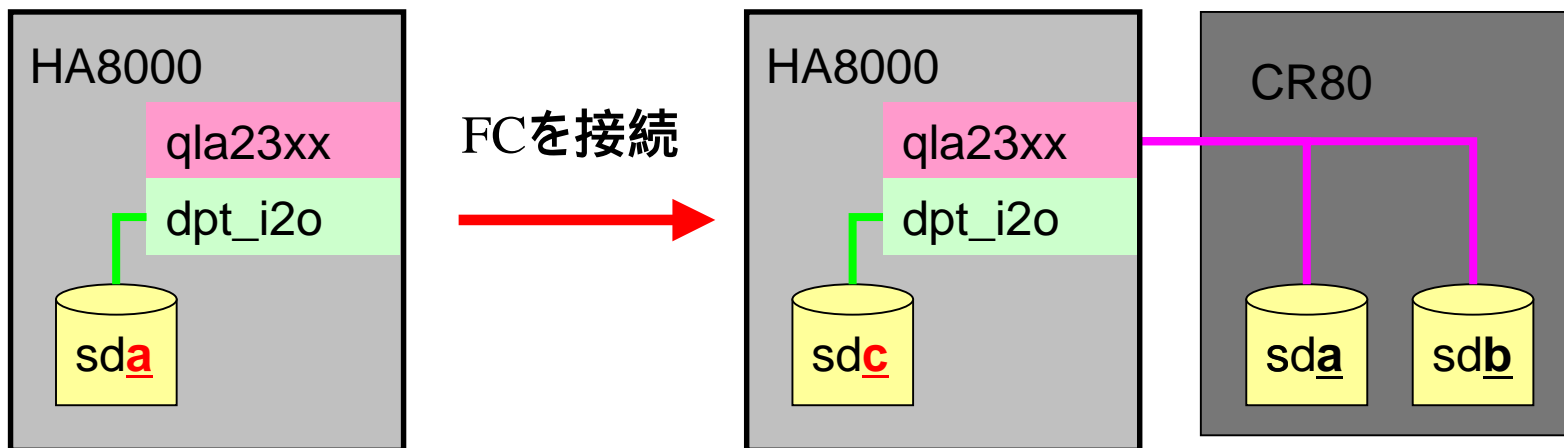 HA8000
qla23xx
dpt_i2o
sda
FCを接続
HA8000
qla23xx
dpt_i2o
sdc
CR80
sda
sdb